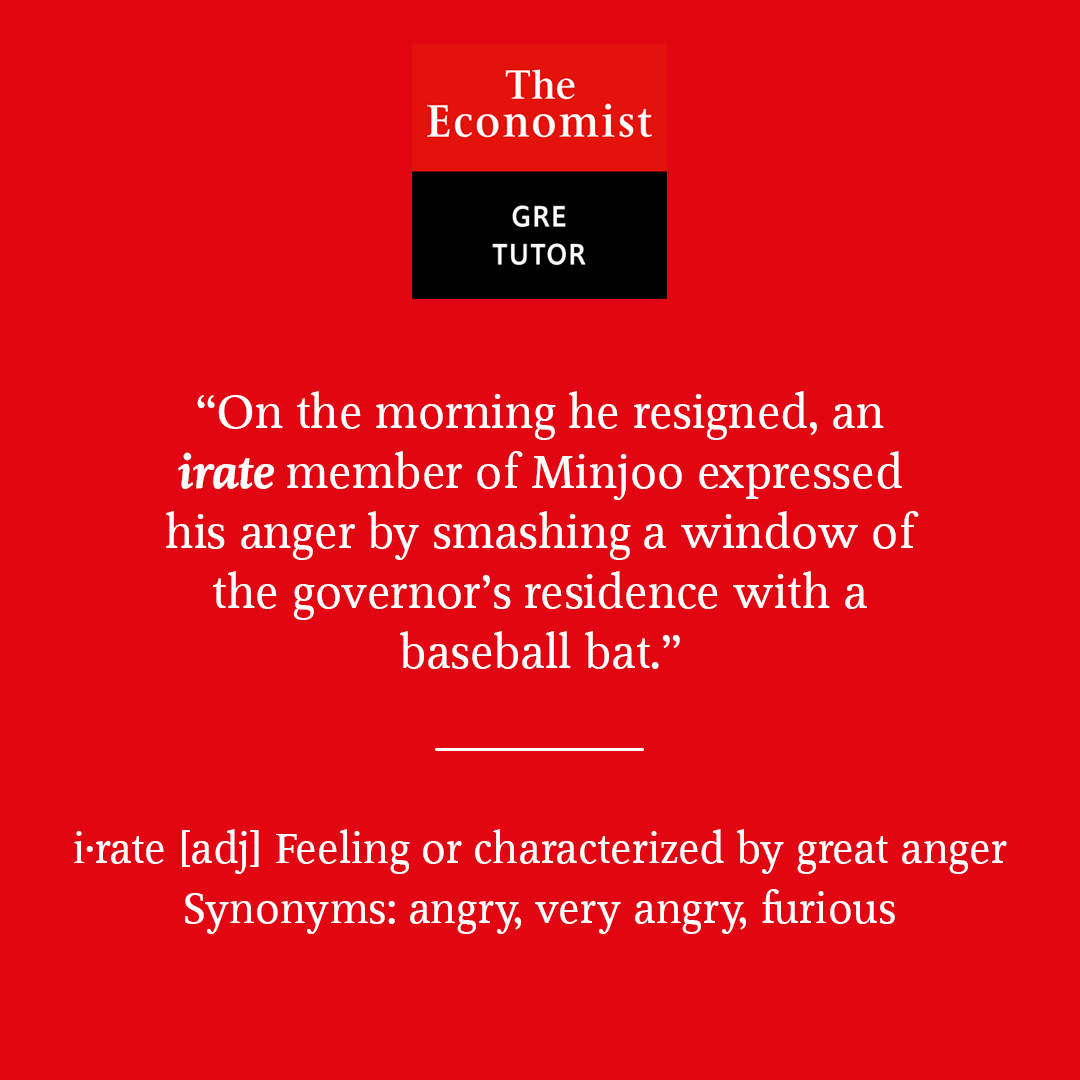 The
Economist
GRE
TUTOR
“On the morning he resigned, an
irate member of Minjoo expressed
his anger by smashing a window of
the governor’s residence with a
baseball bat.”
i·rate [adj] Feeling or characterized by great anger
Synonyms: angry, very angry, furious